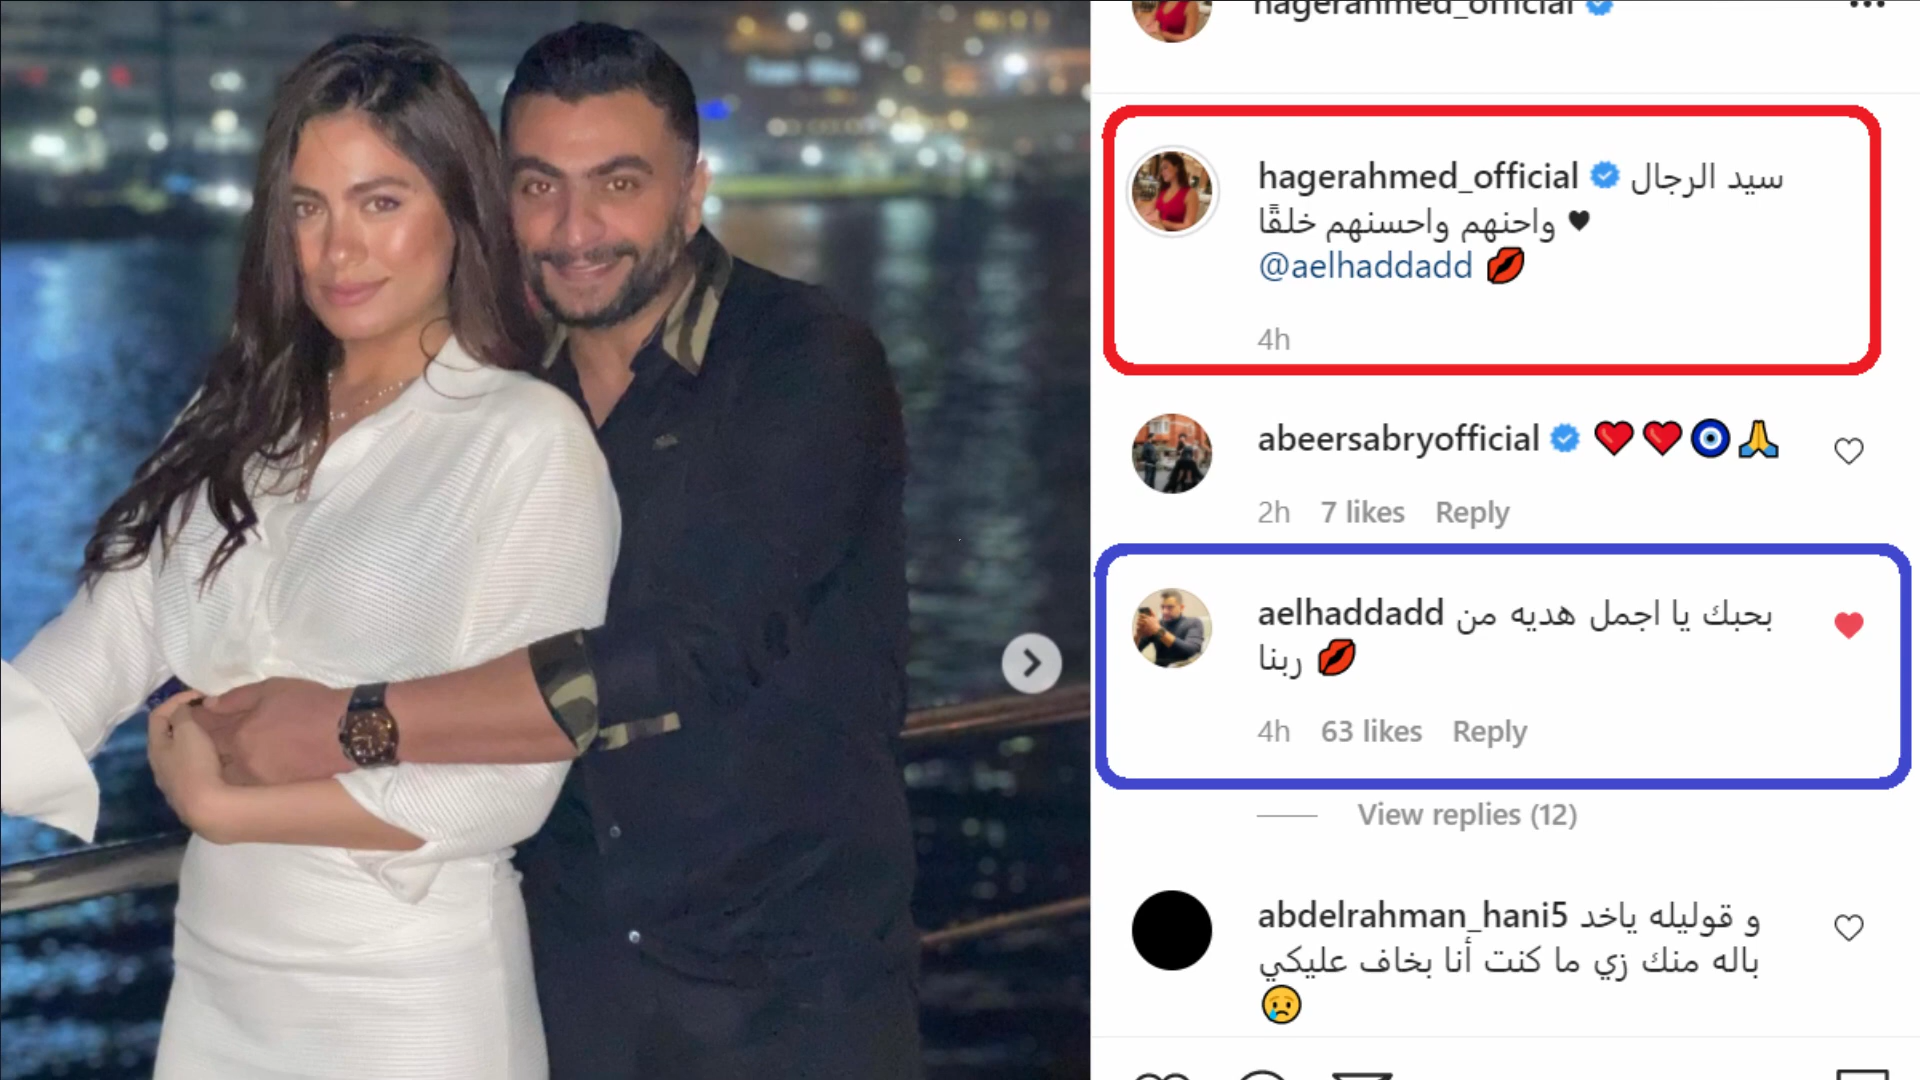 hagerahmed_official
hagerahmed_official سيد الرجال
واحنهم واحسنهم خلقًا ♥
@aelhaddadd 💋
4h
abeersabryofficial ❤️❤️🧿🙏
2h 7 likes Reply
aelhaddadd بحبك يا اجمل هديه من
ربنا 💋
4h 63 likes Reply
View replies (12)
abdelrahman_hani5 و قوليله ياخد
باله منك زي ما كنت أنا بخاف عليكي
😢